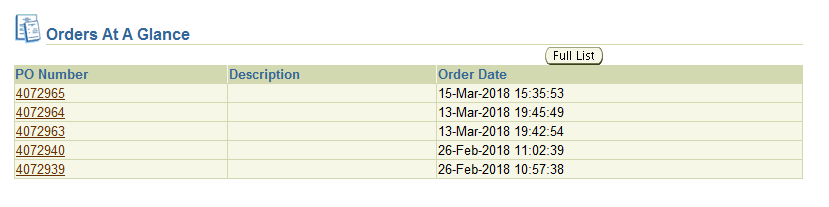 Orders At A Glance
Full List
PO Number Description Order Date
4072965 15-Mar-2018 15:35:53
4072964 13-Mar-2018 19:45:49
4072963 13-Mar-2018 19:42:54
4072940 26-Feb-2018 11:02:39
4072939 26-Feb-2018 10:57:38